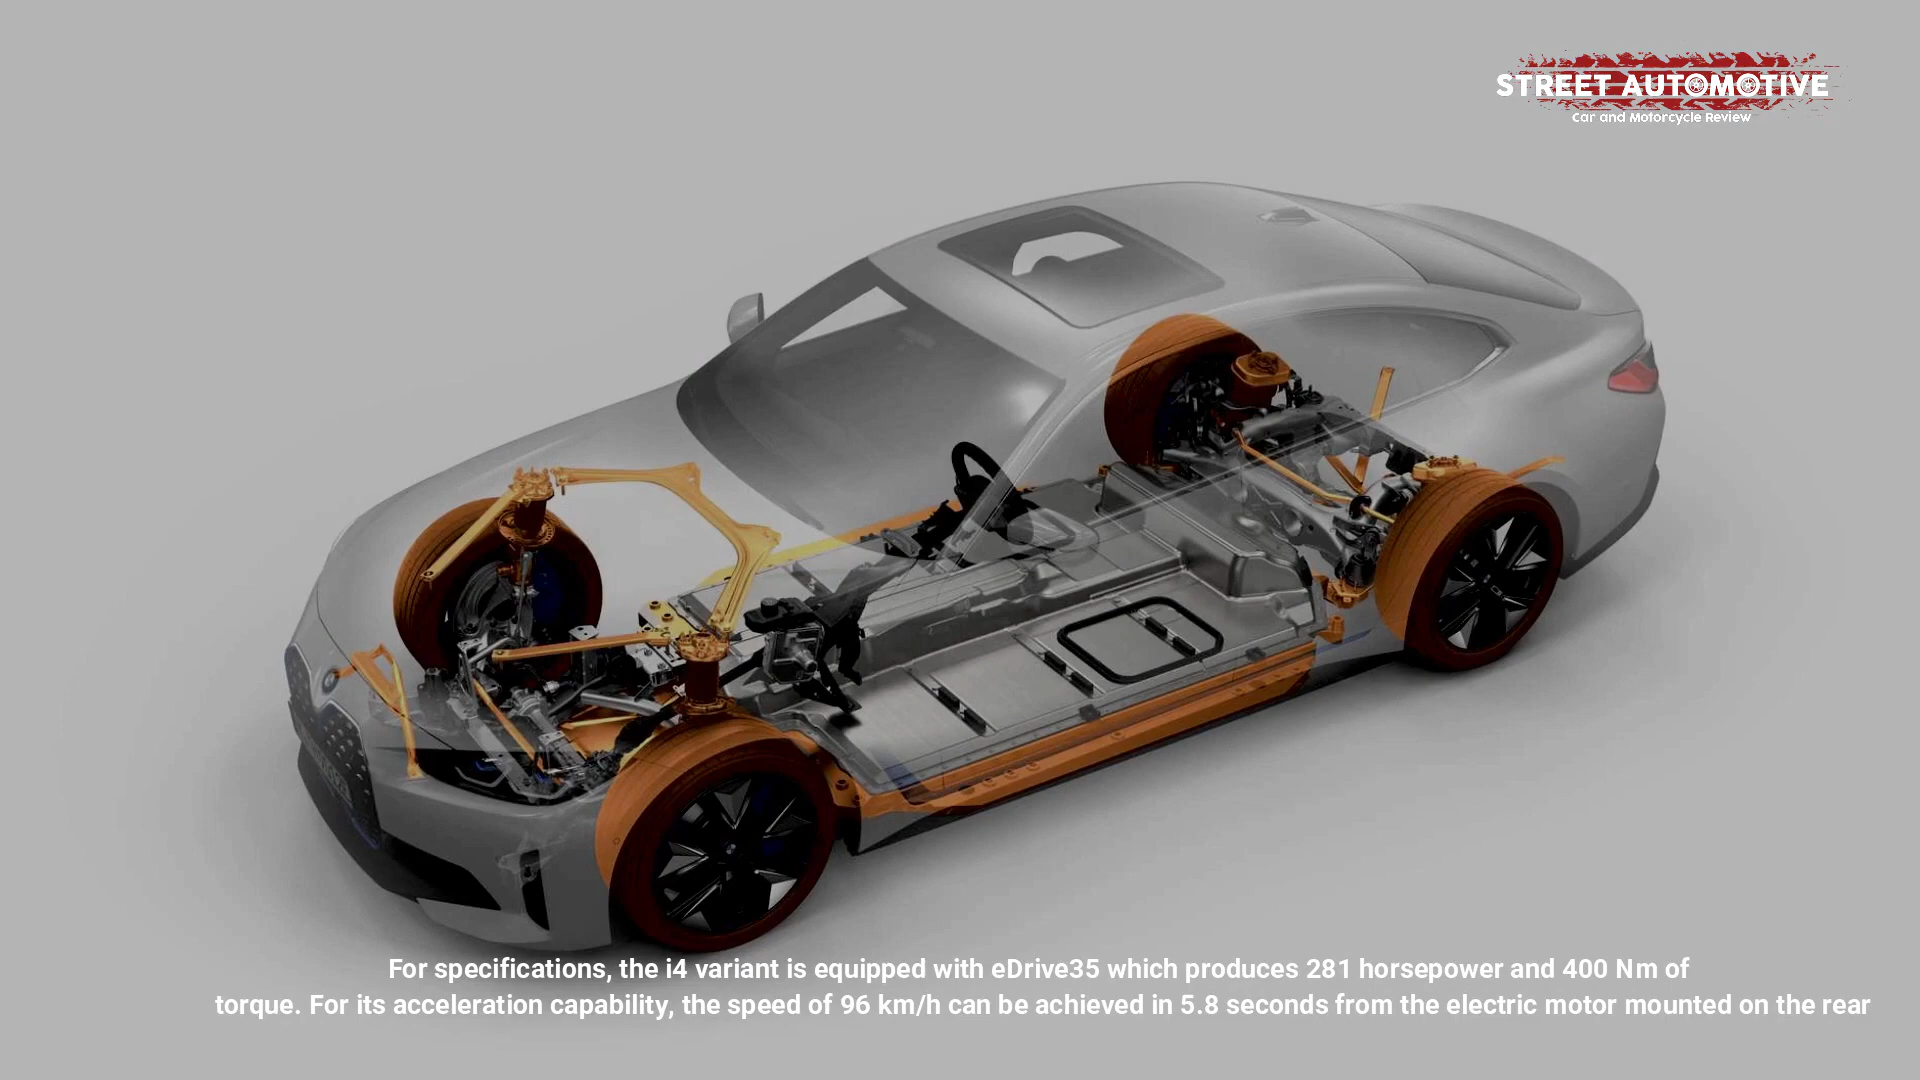 STREET AUTOMOTIVE
Car and Motorcycle Review
For specifications, the i4 variant is equipped with eDrive35 which produces 281 horsepower and 400 Nm of
torque. For its acceleration capability, the speed of 96 km/h can be achieved in 5.8 seconds from the electric motor mounted on the rear